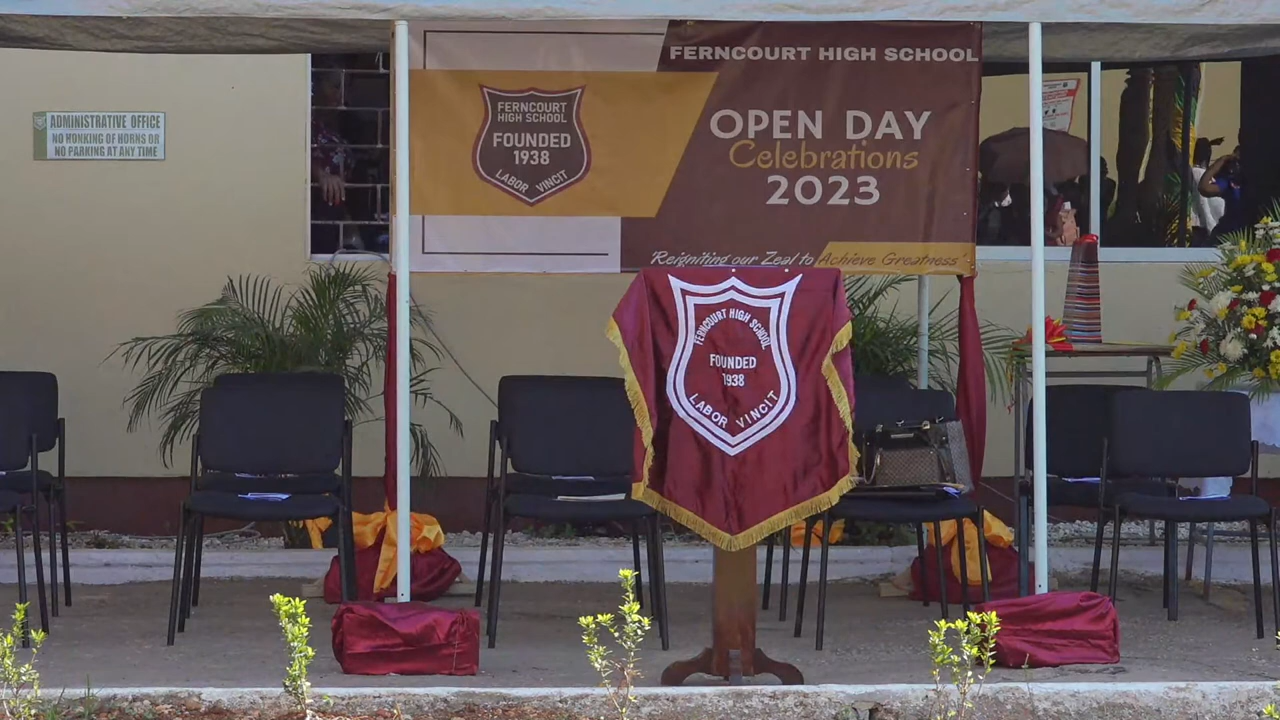 ADMINISTRATIVE OFFICE
NO HONKING OF HORNS OR
NO PARKING AT ANY TIME
FERNCOURT HIGH SCHOOL
FERNCOURT
HIGH SCHOOL
FOUNDED
1938
LABOR VINCIT
OPEN DAY
Celebrations
2023
'Reigniting our Zeal to Achieve Greatness'
FERNCOURT HIGH SCHOOL
FOUNDED
1938
LABOR VINCIT